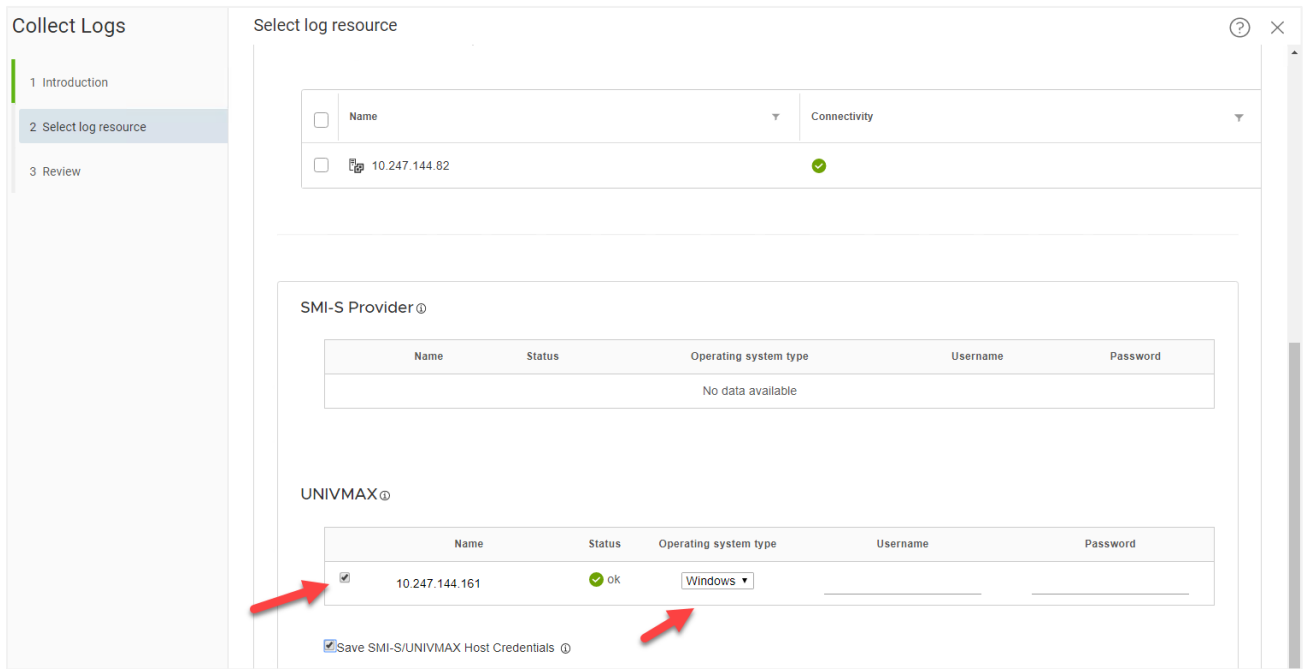 Collect Logs
Select log resource
1 Introduction
2 Select log resource
3 Review
Name Connectivity
10.247.144.82
SMI-S Provider
Name Status Operating system type Username Password
No data available
UNIVMAX
Name Status Operating system type Username Password
10.247.144.161 ok Windows
Save SMI-S/UNIVMAX Host Credentials